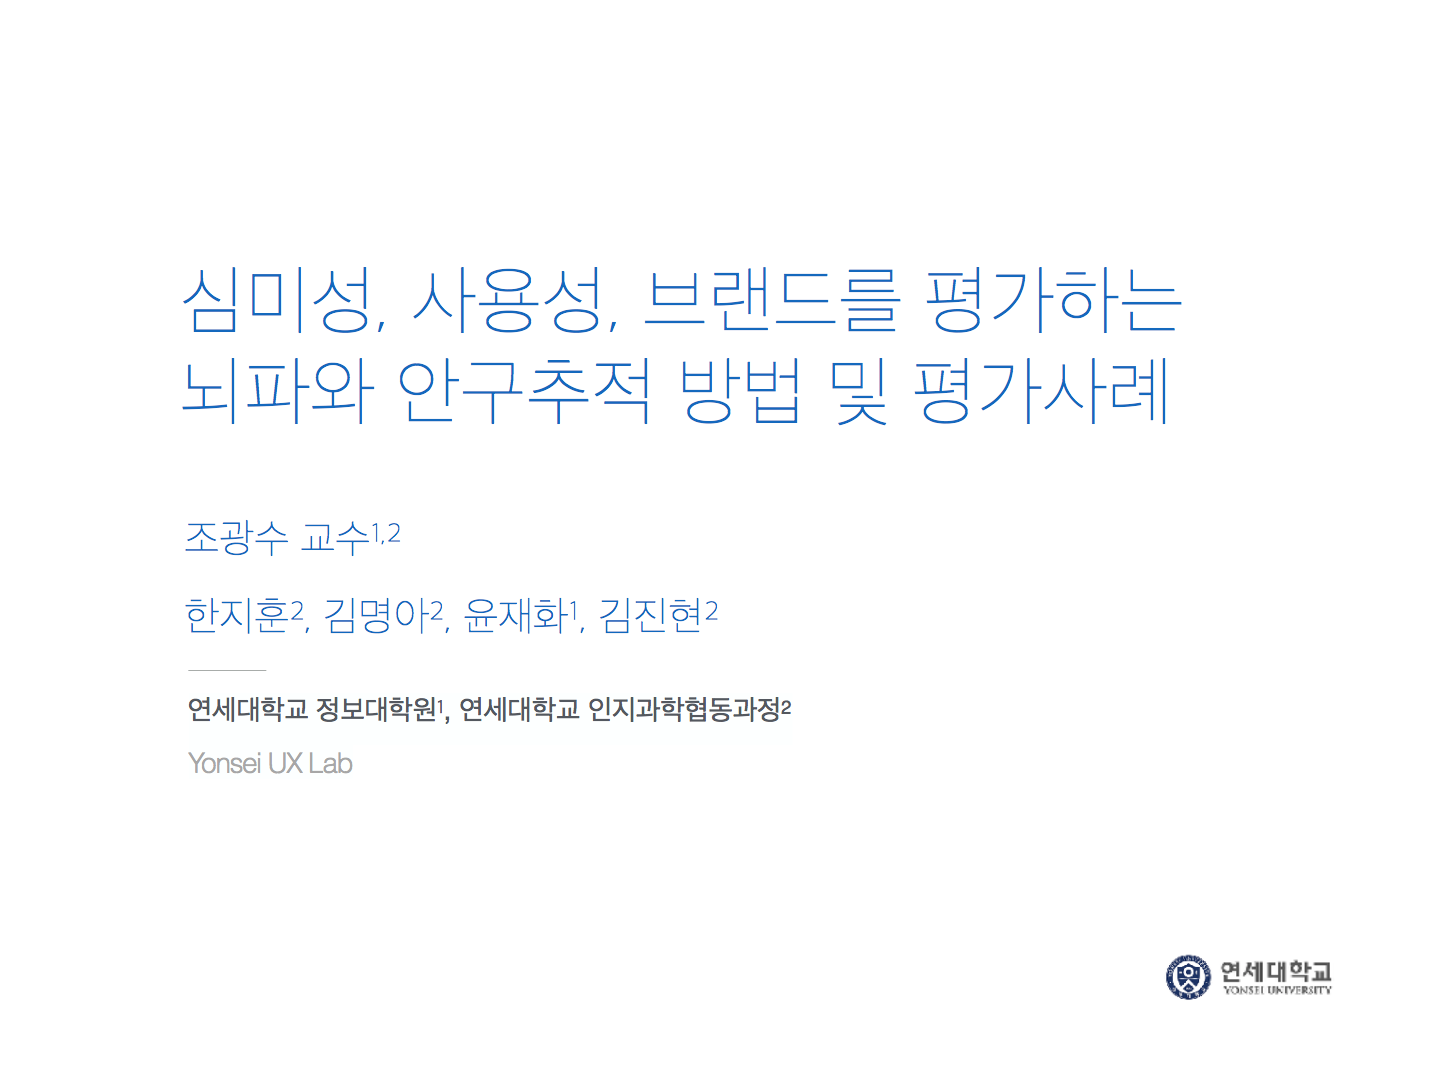 심미성, 사용성, 브랜드를 평가하는
뇌파와 안구추적 방법 및 평가사례
조광수 교수1,2
한지훈2, 김명아2, 윤재화1, 김진현2
연세대학교 정보대학원1, 연세대학교 인지과학협동과정2
Yonsei UX Lab
연세대학교
YONSEI UNIVERSITY